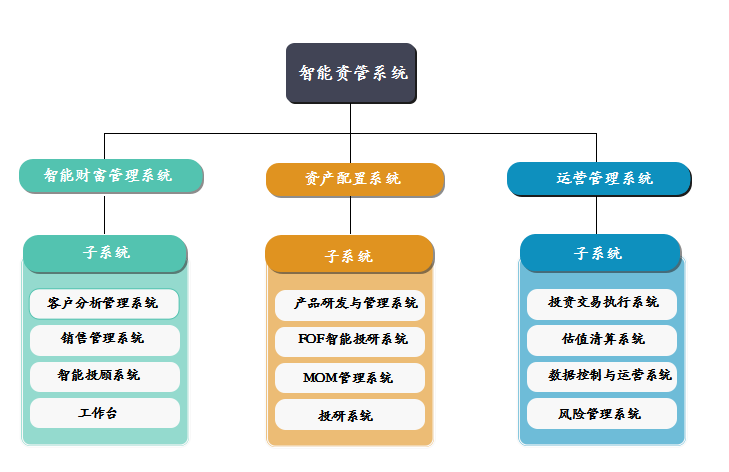 智能资管系统
智能财富管理系统
资产配置系统
运营管理系统
子系统
客户分析管理系统
销售管理系统
智能投顾系统
工作台
子系统
产品研发与管理系统
FOF智能投研系统
MOM管理系统
投研系统
子系统
投资交易执行系统
估值清算系统
数据控制与运营系统
风险管理系统